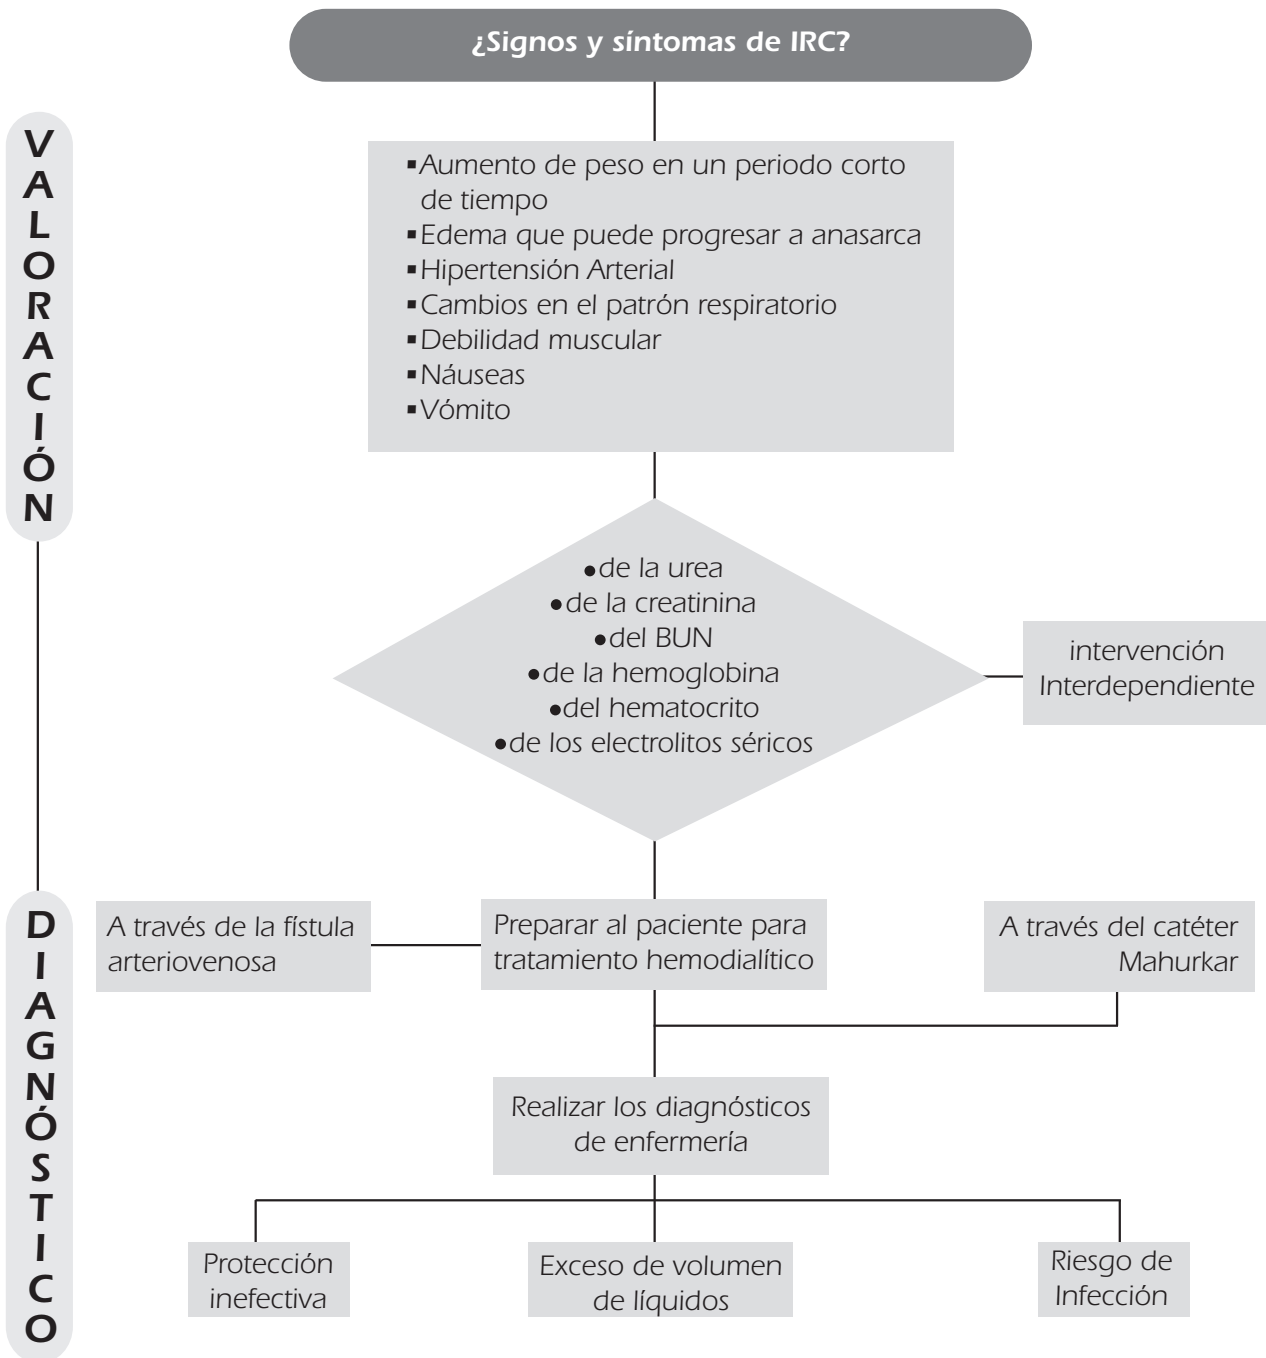 ¿Signos y síntomas de IRC?
VALORACIÓN
▪Aumento de peso en un periodo corto
de tiempo
▪Edema que puede progresar a anasarca
▪Hipertensión Arterial
▪Cambios en el patrón respiratorio
▪Debilidad muscular
▪Náuseas
▪Vómito
●de la urea
●de la creatinina
●del BUN
●de la hemoglobina
●del hematocrito
●de los electrolitos séricos
intervención
Interdependiente
DIAGNÓSTICO
A través de la fístula
arteriovenosa
Preparar al paciente para
tratamiento hemodialítico
A través del catéter
Mahurkar
Realizar los diagnósticos
de enfermería
Protección
inefectiva
Exceso de volumen
de líquidos
Riesgo de
Infección